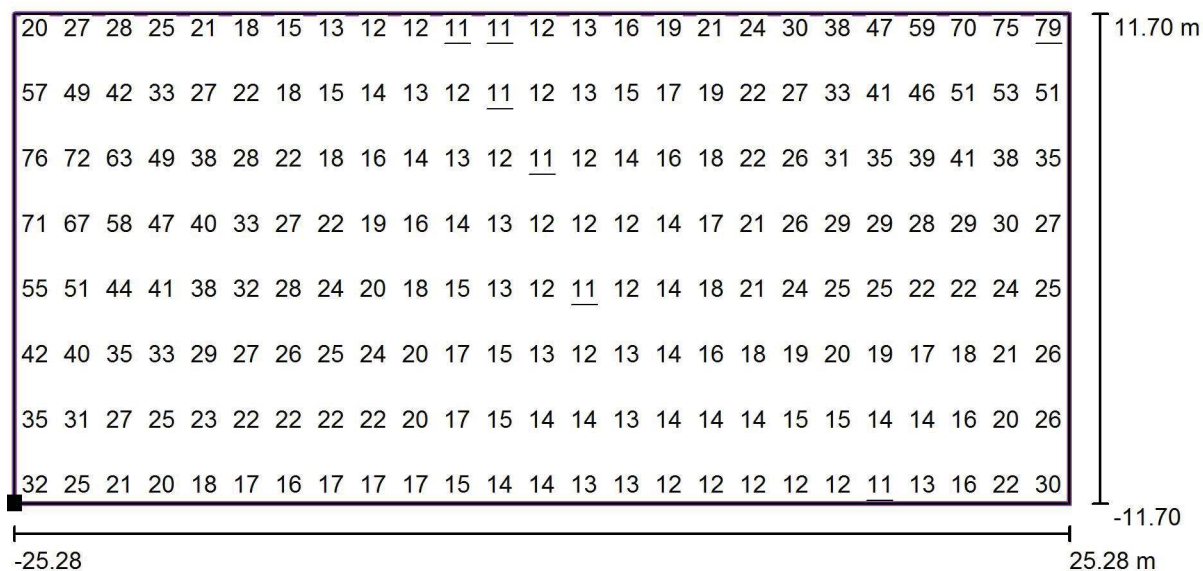 20 27 28 25 21 18 15 13 12 12 11 11 12 13 16 19 21 24 30 38 47 59 70 75 79 11.70 m
57 49 42 33 27 22 18 15 14 13 12 11 12 13 15 17 19 22 27 33 41 46 51 53 51
76 72 63 49 38 28 22 18 16 14 13 12 11 12 14 16 18 22 26 31 35 39 41 38 35
71 67 58 47 40 33 27 22 19 16 14 13 12 12 12 14 17 21 26 29 29 28 29 30 27
55 51 44 41 38 32 28 24 20 18 15 13 12 11 12 14 18 21 24 25 25 22 22 24 25
42 40 35 33 29 27 26 25 24 20 17 15 13 12 13 14 16 18 19 20 19 17 18 21 26
35 31 27 25 23 22 22 22 22 20 17 15 14 14 13 14 14 14 15 15 14 14 16 20 26
32 25 21 20 18 17 16 17 17 17 15 14 14 13 13 12 12 12 12 12 11 13 16 22 30
-11.70
-25.28 25.28 m